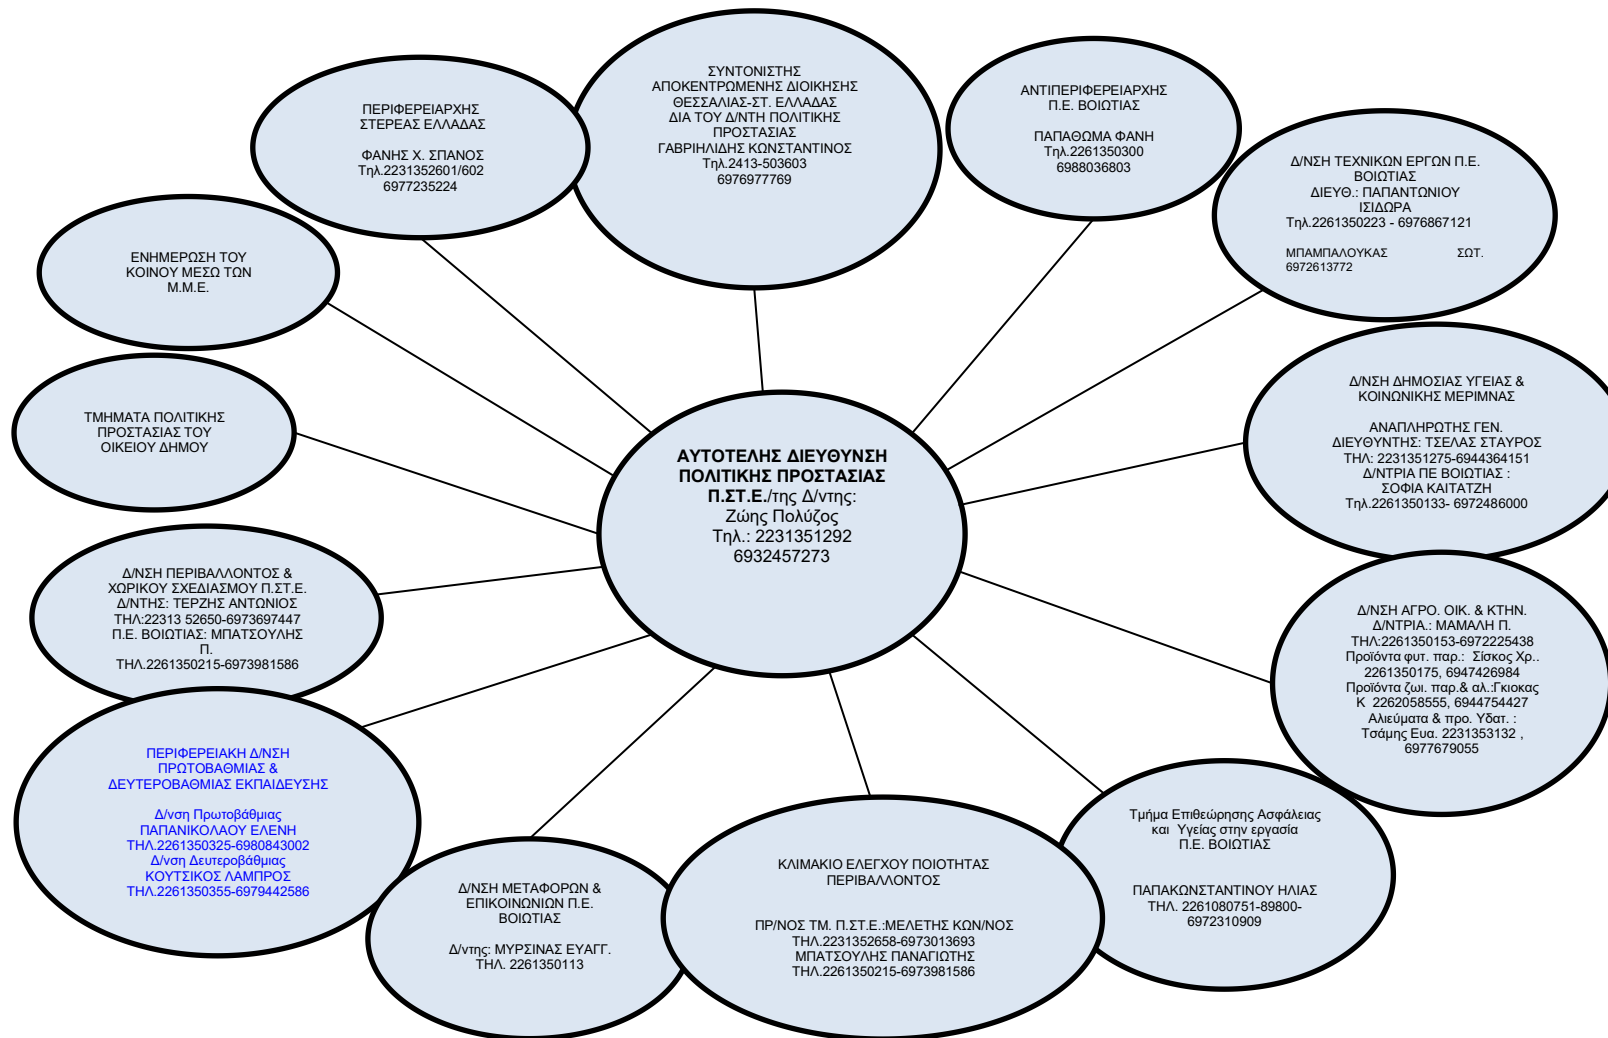 ΣΥΝΤΟΝΙΣΤΗΣ
ΑΠΟΚΕΝΤΡΩΜΕΝΗΣ ΔΙΟΙΚΗΣΗΣ
ΘΕΣΣΑΛΙΑΣ-ΣΤ. ΕΛΛΑΔΑΣ
ΔΙΑ ΤΟΥ Δ/ΝΤΗ ΠΟΛΙΤΙΚΗΣ
ΠΡΟΣΤΑΣΙΑΣ
ΓΑΒΡΙΗΛΙΔΗΣ ΚΩΝΣΤΑΝΤΙΝΟΣ
Τηλ.2413-503603
6976977769
ΠΕΡΙΦΕΡΕΙΑΡΧΗΣ
ΣΤΕΡΕΑΣ ΕΛΛΑΔΑΣ
ΦΑΝΗΣ Χ. ΣΠΑΝΟΣ
Τηλ.2231352601/602
6977235224
ΑΝΤΙΠΕΡΙΦΕΡΕΙΑΡΧΗΣ
Π.Ε. ΒΟΙΩΤΙΑΣ
ΠΑΠΑΘΩΜΑ ΦΑΝΗ
Τηλ.2261350300
6988036803
Δ/ΝΣΗ ΤΕΧΝΙΚΩΝ ΕΡΓΩΝ Π.Ε.
ΒΟΙΩΤΙΑΣ
ΔΙΕΥΘ.: ΠΑΠΑΝΤΩΝΙΟΥ
ΙΣΙΔΩΡΑ
Τηλ.2261350223 - 6976867121
ΜΠΑΜΠΑΛΟΥΚΑΣ ΣΩΤ.
6972613772
ΕΝΗΜΕΡΩΣΗ ΤΟΥ
ΚΟΙΝΟΥ ΜΕΣΩ ΤΩΝ
Μ.Μ.Ε.
Δ/ΝΣΗ ΔΗΜΟΣΙΑΣ ΥΓΕΙΑΣ &
ΚΟΙΝΩΝΙΚΗΣ ΜΕΡΙΜΝΑΣ
ΑΝΑΠΛΗΡΩΤΗΣ ΓΕΝ.
ΔΙΕΥΘΥΝΤΗΣ: ΤΣΕΛΑΣ ΣΤΑΥΡΟΣ
ΤΗΛ: 2231351275-6944364151
Δ/ΝΤΡΙΑ ΠΕ ΒΟΙΩΤΙΑΣ :
ΣΟΦΙΑ ΚΑΙΤΑΤΖΗ
Τηλ.2261350133- 6972486000
ΤΜΗΜΑΤΑ ΠΟΛΙΤΙΚΗΣ
ΠΡΟΣΤΑΣΙΑΣ ΤΟΥ
ΟΙΚΕΙΟΥ ΔΗΜΟΥ
ΑΥΤΟΤΕΛΗΣ ΔΙΕΥΘΥΝΣΗ
ΠΟΛΙΤΙΚΗΣ ΠΡΟΣΤΑΣΙΑΣ
Π.ΣΤ.Ε./της Δ/ντης:
Ζώης Πολύζος
Τηλ.: 2231351292
6932457273
Δ/ΝΣΗ ΠΕΡΙΒΑΛΛΟΝΤΟΣ &
ΧΩΡΙΚΟΥ ΣΧΕΔΙΑΣΜΟΥ Π.ΣΤ.Ε.
Δ/ΝΤΗΣ: ΤΕΡΖΗΣ ΑΝΤΩΝΙΟΣ
ΤΗΛ:22313 52650-6973697447
Π.Ε. ΒΟΙΩΤΙΑΣ: ΜΠΑΤΣΟΥΛΗΣ
Π.
ΤΗΛ.2261350215-6973981586
Δ/ΝΣΗ ΑΓΡΟ. ΟΙΚ. & ΚΤΗΝ.
Δ/ΝΤΡΙΑ.: ΜΑΜΑΛΗ Π.
ΤΗΛ:2261350153-6972225438
Προϊόντα φυτ. παρ.: Σίσκος Χρ..
2261350175, 6947426984
Προϊόντα ζωι. παρ.& αλ.:Γκιοκας
Κ 2262058555, 6944754427
Αλιεύματα & προ. Υδατ. :
Τσάμης Ευα. 2231353132 ,
6977679055
ΠΕΡΙΦΕΡΕΙΑΚΗ Δ/ΝΣΗ
ΠΡΩΤΟΒΑΘΜΙΑΣ &
ΔΕΥΤΕΡΟΒΑΘΜΙΑΣ ΕΚΠΑΙΔΕΥΣΗΣ
Δ/νση Πρωτοβάθμιας
ΠΑΠΑΝΙΚΟΛΑΟΥ ΕΛΕΝΗ
ΤΗΛ.2261350325-6980843002
Δ/νση Δευτεροβάθμιας
ΚΟΥΤΣΙΚΟΣ ΛΑΜΠΡΟΣ
ΤΗΛ.2261350355-6979442586
Δ/ΝΣΗ ΜΕΤΑΦΟΡΩΝ &
ΕΠΙΚΟΙΝΩΝΙΩΝ Π.Ε.
ΒΟΙΩΤΙΑΣ
Δ/ντης: ΜΥΡΣΙΝΑΣ ΕΥΑΓΓ.
ΤΗΛ. 2261350113
ΚΛΙΜΑΚΙΟ ΕΛΕΓΧΟΥ ΠΟΙΟΤΗΤΑΣ
ΠΕΡΙΒΑΛΛΟΝΤΟΣ
ΠΡ/ΝΟΣ ΤΜ. Π.ΣΤ.Ε.:ΜΕΛΕΤΗΣ ΚΩΝ/ΝΟΣ
ΤΗΛ.2231352658-6973013693
ΜΠΑΤΣΟΥΛΗΣ ΠΑΝΑΓΙΩΤΗΣ
ΤΗΛ.2261350215-6973981586
Τμήμα Επιθεώρησης Ασφάλειας
και Υγείας στην εργασία
Π.Ε. ΒΟΙΩΤΙΑΣ
ΠΑΠΑΚΩΝΣΤΑΝΤΙΝΟΥ ΗΛΙΑΣ
ΤΗΛ. 2261080751-89800-
6972310909